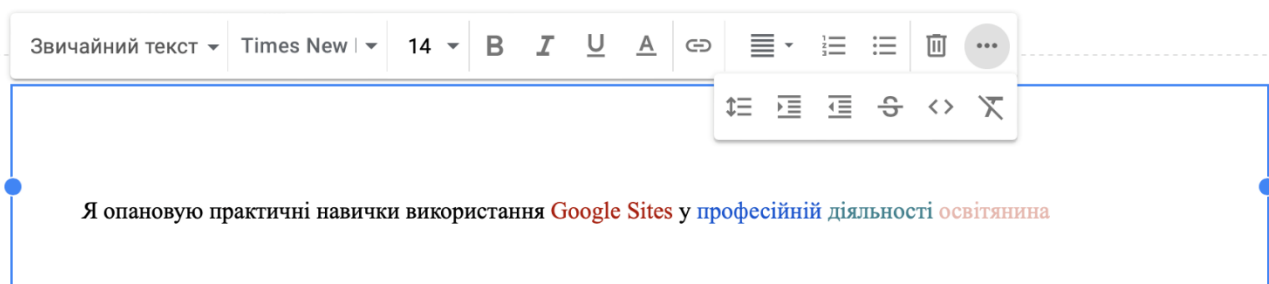 Звичайний текст Times New 14 B I U A
Я опановую практичні навички використання Google Sites у професійній діяльності освітянина